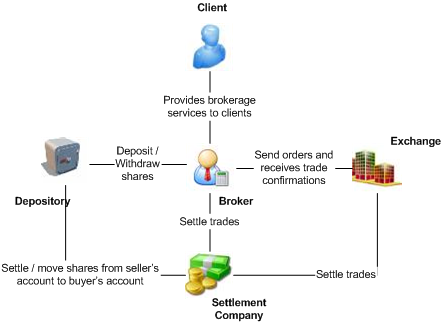 Client
Provides brokerage
services to clients
Exchange
Deposit /
Withdraw
shares
Send orders and
receives trade
confirmations
Depository
Broker
Settle trades
Settle / move shares from seller's
account to buyer's account
Settle trades
Settlement
Company